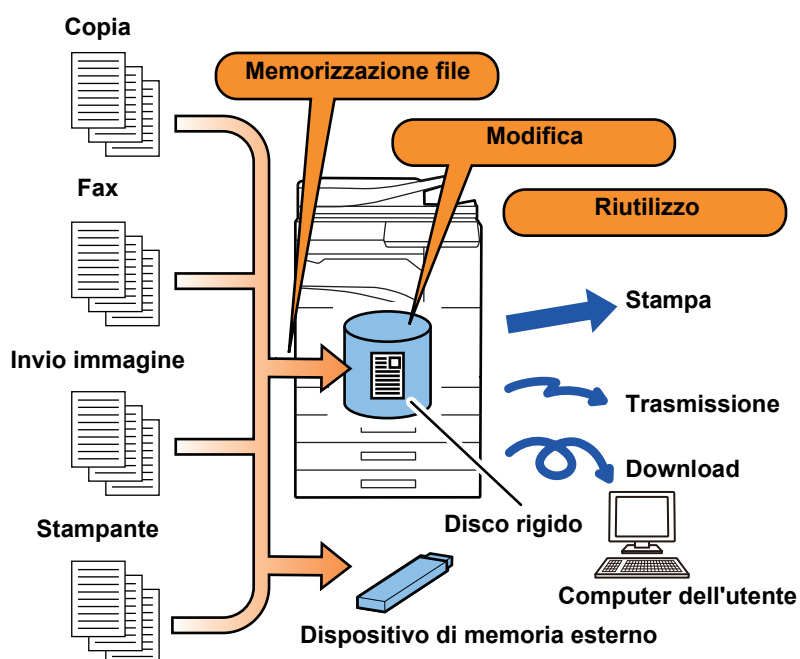 Copia
Memorizzazione file
Modifica
Fax
Riutilizzo
Stampa
Invio immagine
Trasmissione
Download
Stampante
Disco rigido
Computer dell'utente
Dispositivo di memoria esterno